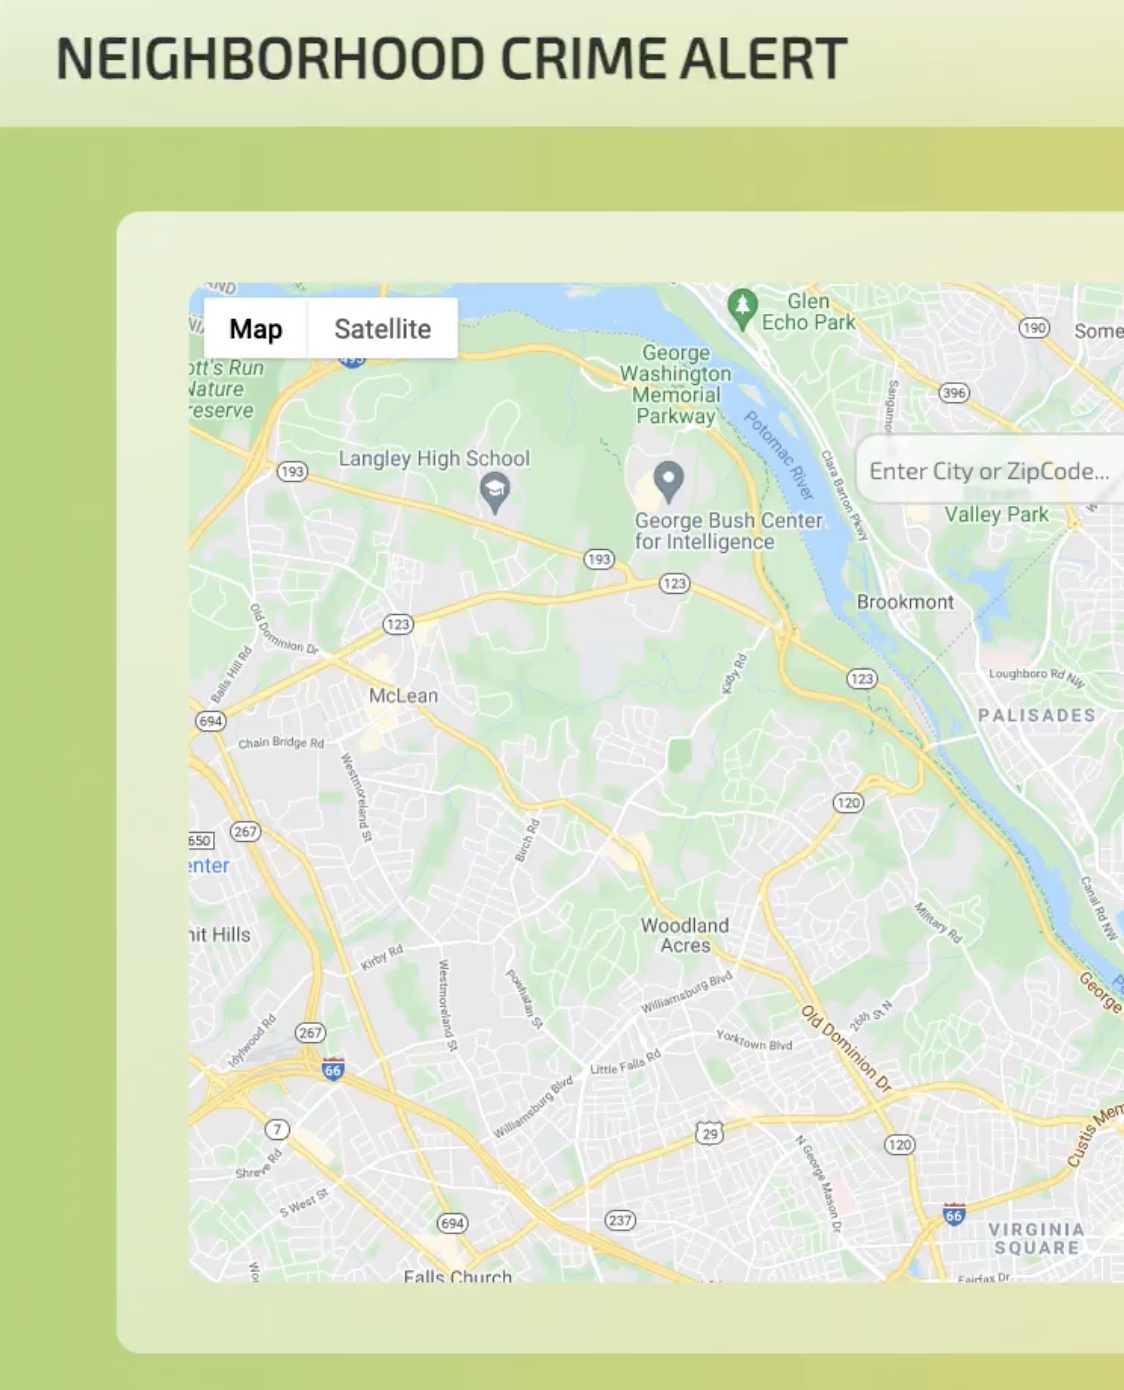 NEIGHBORHOOD CRIME ALERT
Map
Satellite
Glen
Echo Park
190
Some
George
Washington
Memorial
Parkway
ott's Run
Nature
reserve
396
Sangamo
Potomac River
Clara Barton Pkwy
Enter City or ZipCode...
Langley High School
193
George Bush Center
for Intelligence
Valley Park
193
123
Brookmont
123
Old Dominion Dr
Balls Hill Rd
Kirby Rd
123
Loughboro Rd NW
McLean
PALISADES
694
Chain Bridge Rd
Westmoreland St
120
267
650
Birch Rd
enter
Canal Rd NW
Military Rd
Woodland
Acres
nit Hills
Kirby Rd
Westmoreland St
Powhatan St
Williamsburg Blvd
George
26th St N
Old Dominion Dr
267
Idylwood Rd
Yorktown Blvd
Little Falls Rd
66
Williamsburg Blvd
Custis Mem
7
29
120
N George Mason Dr
Shreve Rd
S West St
694
237
66
VIRGINIA
SQUARE
Falls Church
Fairfax Dr